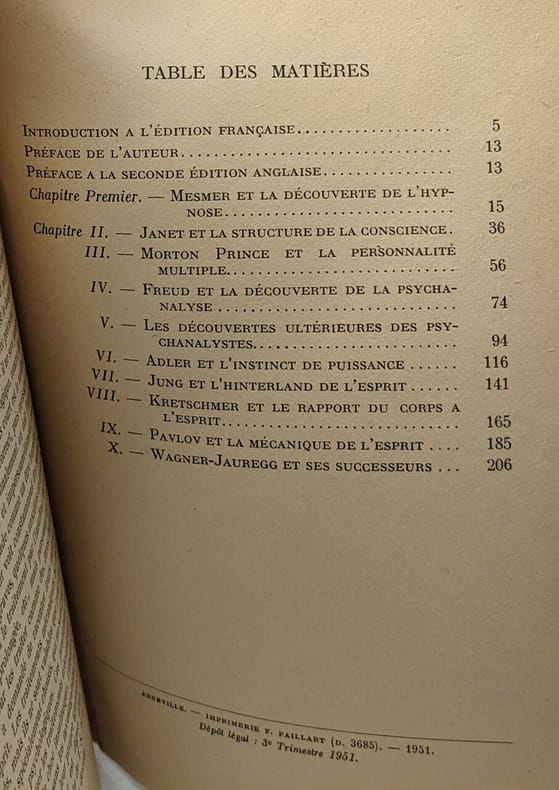 TABLE DES MATIÈRES
INTRODUCTION A L'ÉDITION FRANÇAISE................... 5
PRÉFACE DE L'AUTEUR................................. 13
PRÉFACE A LA SECONDE ÉDITION ANGLAISE................ 13
Chapitre Premier. — MESMER ET LA DÉCOUVERTE DE L'HYP-
NOSE............................ 15
Chapitre II. — JANET ET LA STRUCTURE DE LA CONSCIENCE. 36
III. — MORTON PRINCE ET LA PERSONNALITÉ
MULTIPLE............................ 56
IV. — FREUD ET LA DÉCOUVERTE DE LA PSYCHA-
NALYSE ............................. 74
V. — LES DÉCOUVERTES ULTÉRIEURES DES PSY-
CHANALYSTES......................... 94
VI. — ADLER ET L'INSTINCT DE PUISSANCE ...... 116
VII. — JUNG ET L'HINTERLAND DE L'ESPRIT ...... 141
VIII. — KRETSCHMER ET LE RAPPORT DU CORPS A
L'ESPRIT............................. 165
IX. — PAVLOV ET LA MÉCANIQUE DE L'ESPRIT .... 185
X. — WAGNER-JAUREGG ET SES SUCCESSEURS ... 206
ABBEVILLE. — IMPRIMERIE F. PAILLART (D. 3685). — 1951.
Dépôt légal : 3e Trimestre 1951.